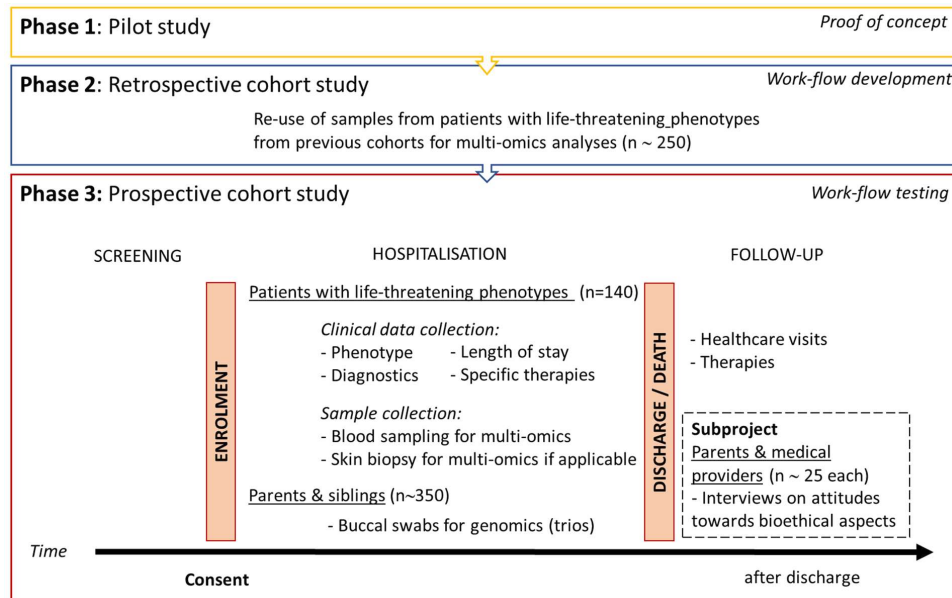 Phase 1: Pilot study
Proof of concept
Phase 2: Retrospective cohort study
Work-flow development
Re-use of samples from patients with life-threatening_phenotypes
from previous cohorts for multi-omics analyses (n ~ 250)
Phase 3: Prospective cohort study
Work-flow testing
SCREENING
HOSPITALISATION
FOLLOW-UP
ENROLMENT
Patients with life-threatening phenotypes (n=140)
Clinical data collection:
- Phenotype - Length of stay
- Diagnostics - Specific therapies
Sample collection:
- Blood sampling for multi-omics
- Skin biopsy for multi-omics if applicable
Parents & siblings (n~350)
- Buccal swabs for genomics (trios)
DISCHARGE / DEATH
- Healthcare visits
- Therapies
Subproject
Parents & medical
providers (n ~ 25 each)
- Interviews on attitudes
towards bioethical aspects
Time
Consent
after discharge